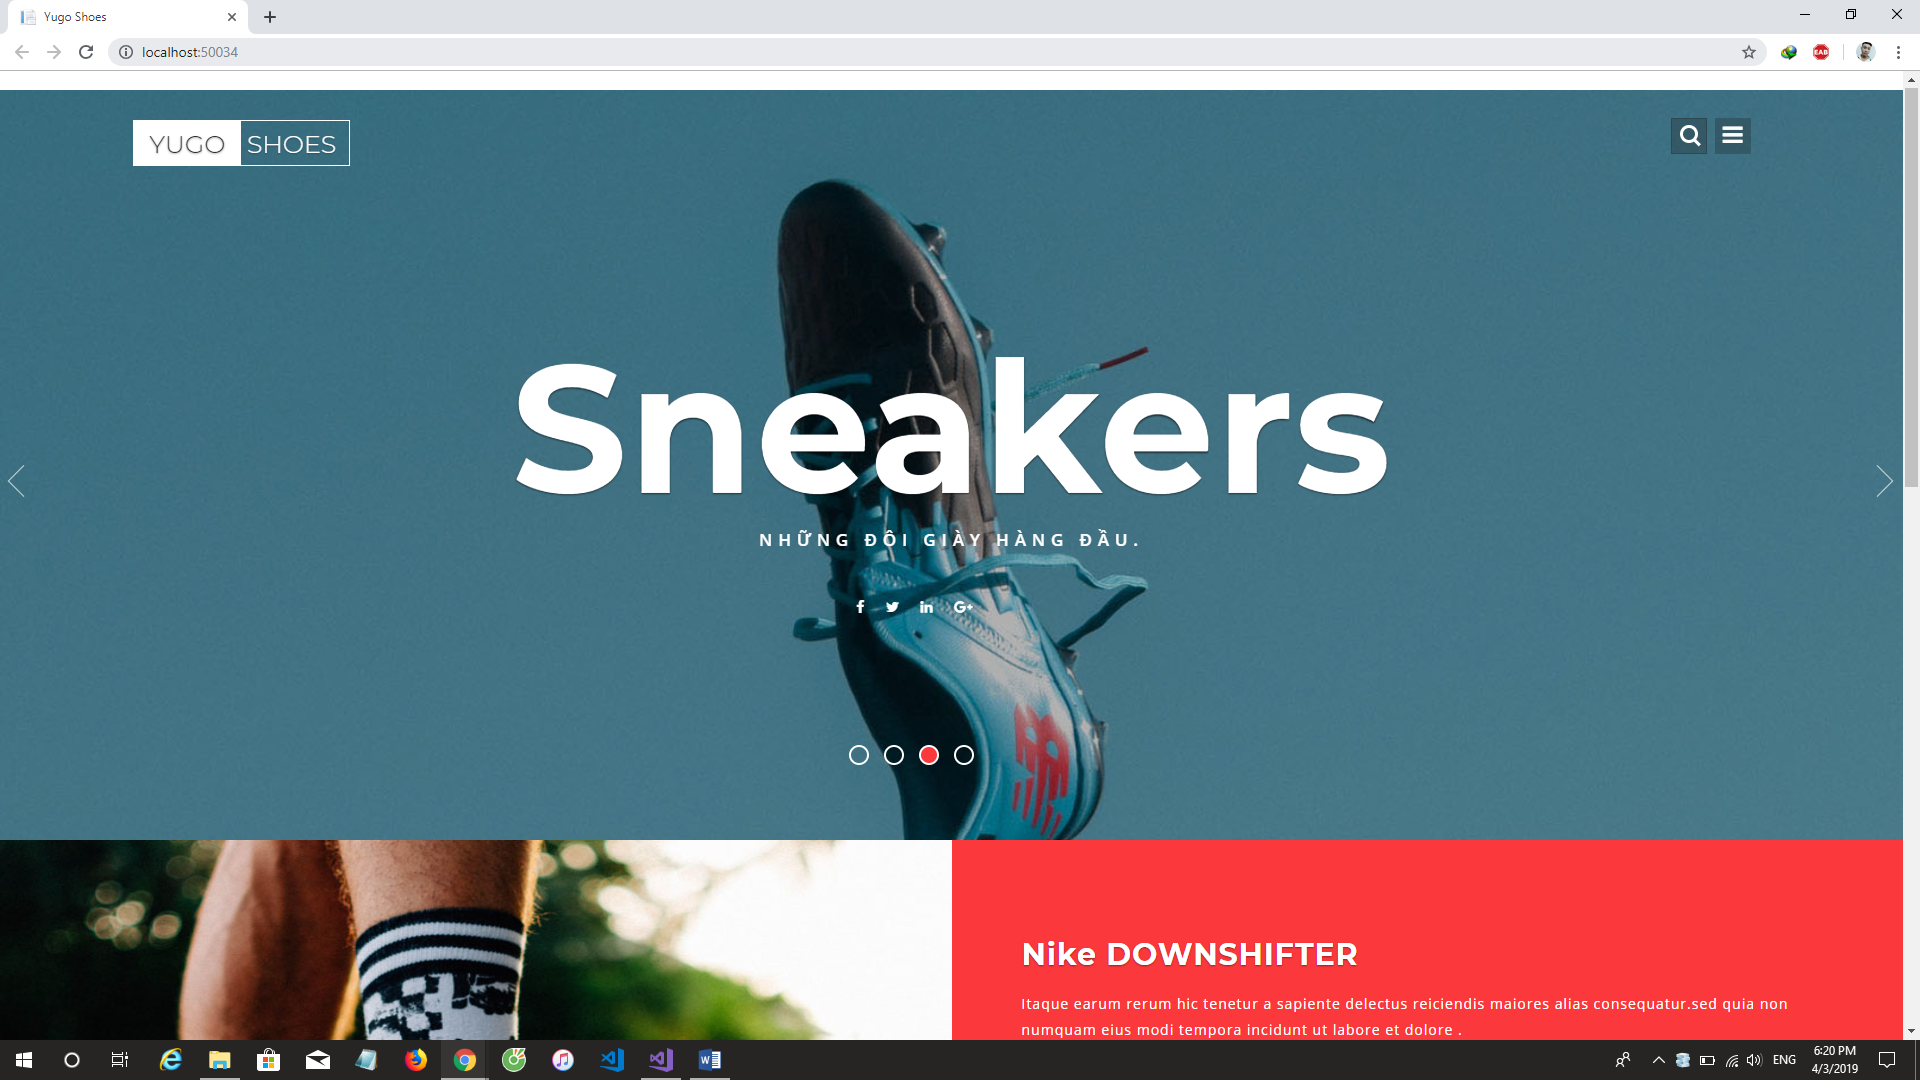 Yugo Shoes
localhost:50034
EAB
YUGO SHOES
Sneakers
NHỮNG ĐÔI GIÀY HÀNG ĐẦU.
Nike DOWNSHIFTER
Itaque earum rerum hic tenetur a sapiente delectus reiciendis maiores alias consequatur.sed quia non
numquam eius modi tempora incidunt ut labore et dolore .
ENG
6:20 PM
4/3/2019